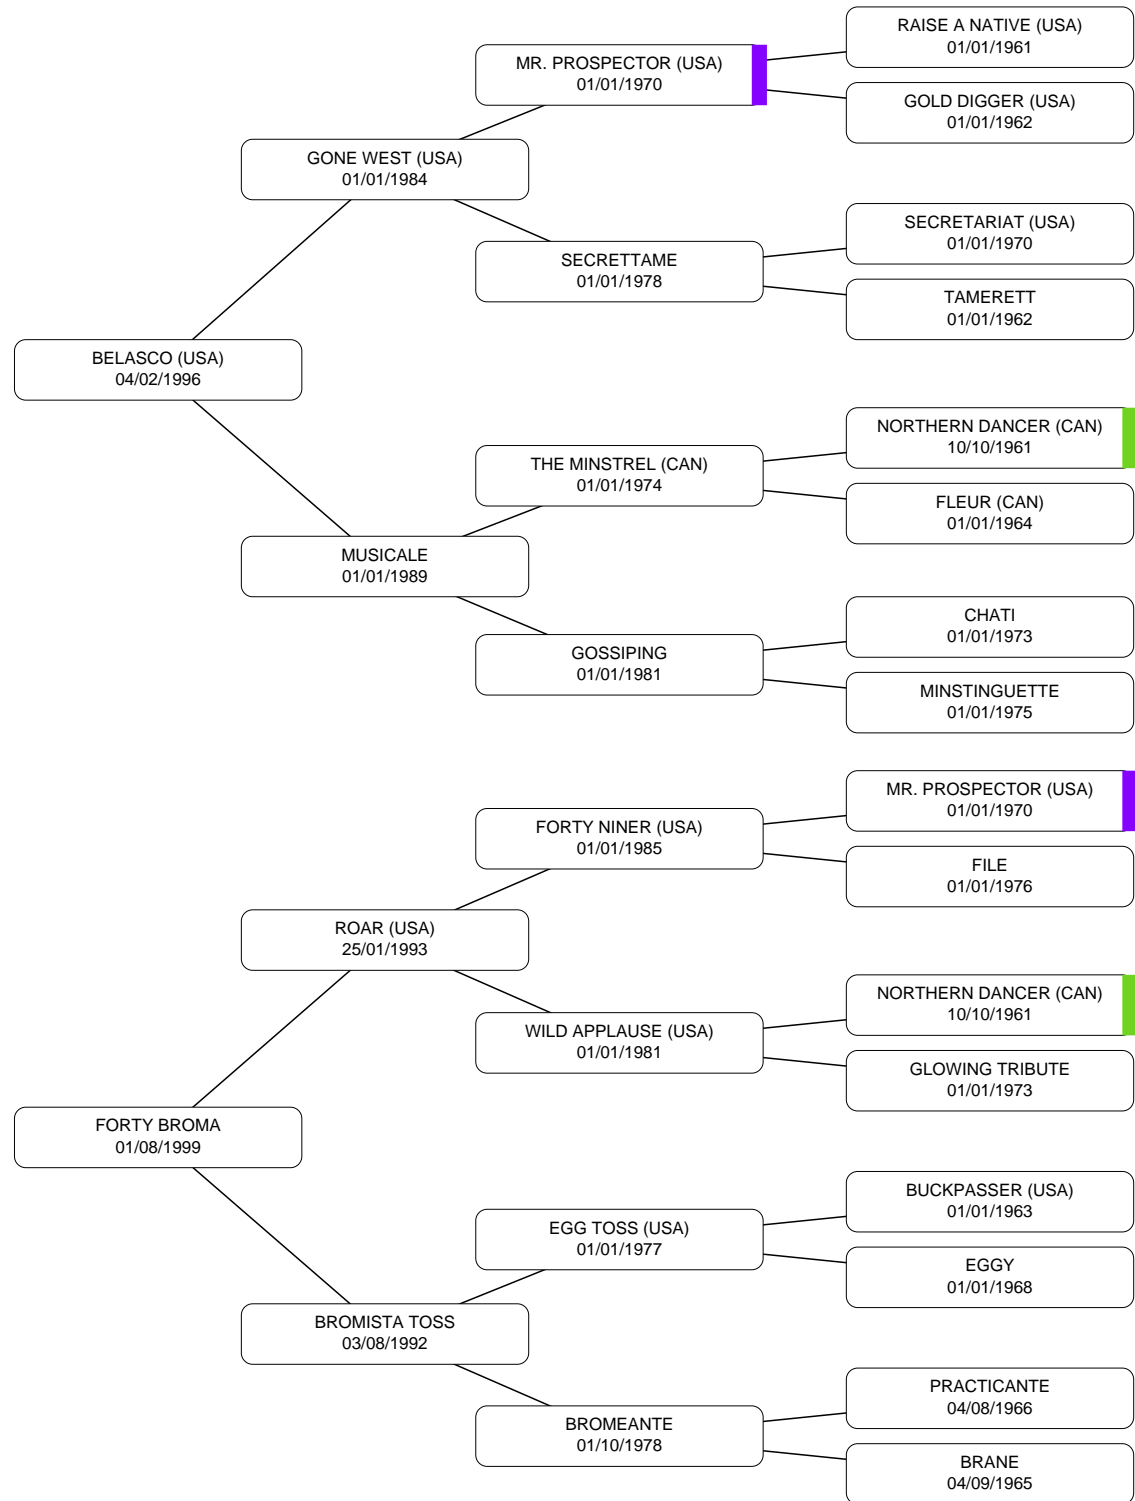 RAISE A NATIVE (USA)
01/01/1961
MR. PROSPECTOR (USA)
01/01/1970
GOLD DIGGER (USA)
01/01/1962
GONE WEST (USA)
01/01/1984
SECRETARIAT (USA)
01/01/1970
SECRETTAME
01/01/1978
TAMERETT
01/01/1962
BELASCO (USA)
04/02/1996
NORTHERN DANCER (CAN)
10/10/1961
THE MINSTREL (CAN)
01/01/1974
FLEUR (CAN)
01/01/1964
MUSICALE
01/01/1989
CHATI
01/01/1973
GOSSIPING
01/01/1981
MINSTINGUETTE
01/01/1975
MR. PROSPECTOR (USA)
01/01/1970
FORTY NINER (USA)
01/01/1985
FILE
01/01/1976
ROAR (USA)
25/01/1993
NORTHERN DANCER (CAN)
10/10/1961
WILD APPLAUSE (USA)
01/01/1981
GLOWING TRIBUTE
01/01/1973
FORTY BROMA
01/08/1999
BUCKPASSER (USA)
01/01/1963
EGG TOSS (USA)
01/01/1977
EGGY
01/01/1968
BROMISTA TOSS
03/08/1992
PRACTICANTE
04/08/1966
BROMEANTE
01/10/1978
BRANE
04/09/1965